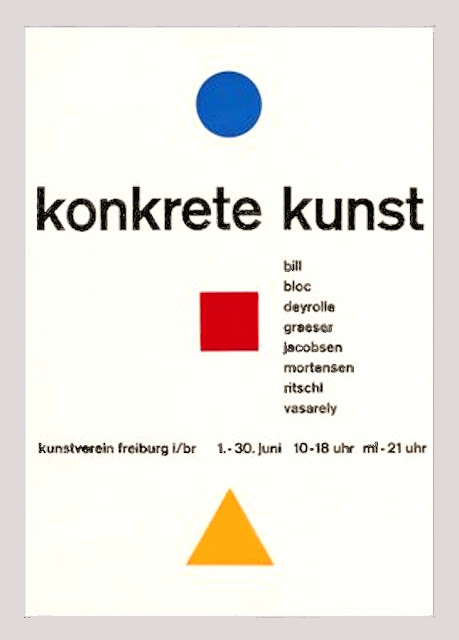 konkrete kunst
bill
bloc
deyrolle
graeser
jacobsen
mortensen
ritschl
vasarely
kunstverein freiburg i/br 1.-30. juni 10-18 uhr mi-21 uhr